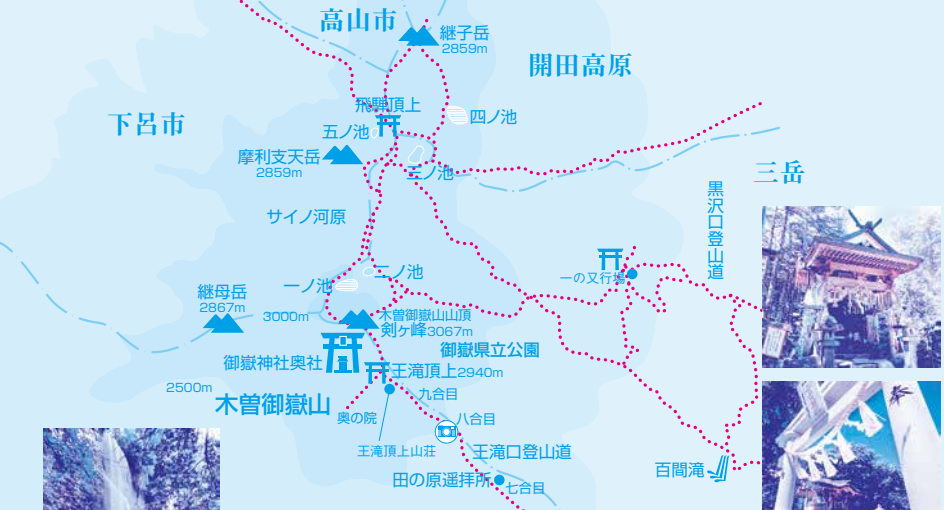 高山市
継子岳
2859m
開田高原
飛騨頂上
四ノ池
下呂市
五ノ池
摩利支天岳
2859m
三ノ池
三岳
黒沢口登山道
サイノ河原
二ノ池
一の又行場
一ノ池
継母岳
2867m
3000m
木曽御嶽山山頂
剣ヶ峰3067m
御嶽県立公園
御嶽神社奥社
王滝頂上2940m
2500m
九合目
木曽御嶽山
奥の院
八合目
王滝頂上山荘
王滝口登山道
百間滝
田の原遥拝所
七合目